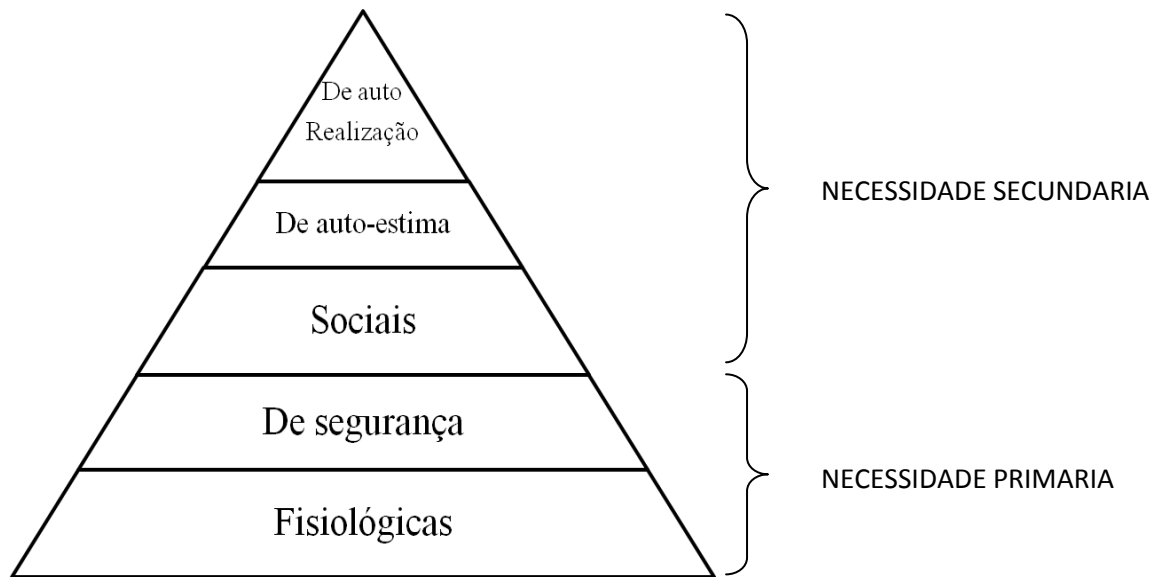 De auto
Realização
De auto-estima
Sociais
De segurança
Fisiológicas
NECESSIDADE SECUNDARIA
NECESSIDADE PRIMARIA